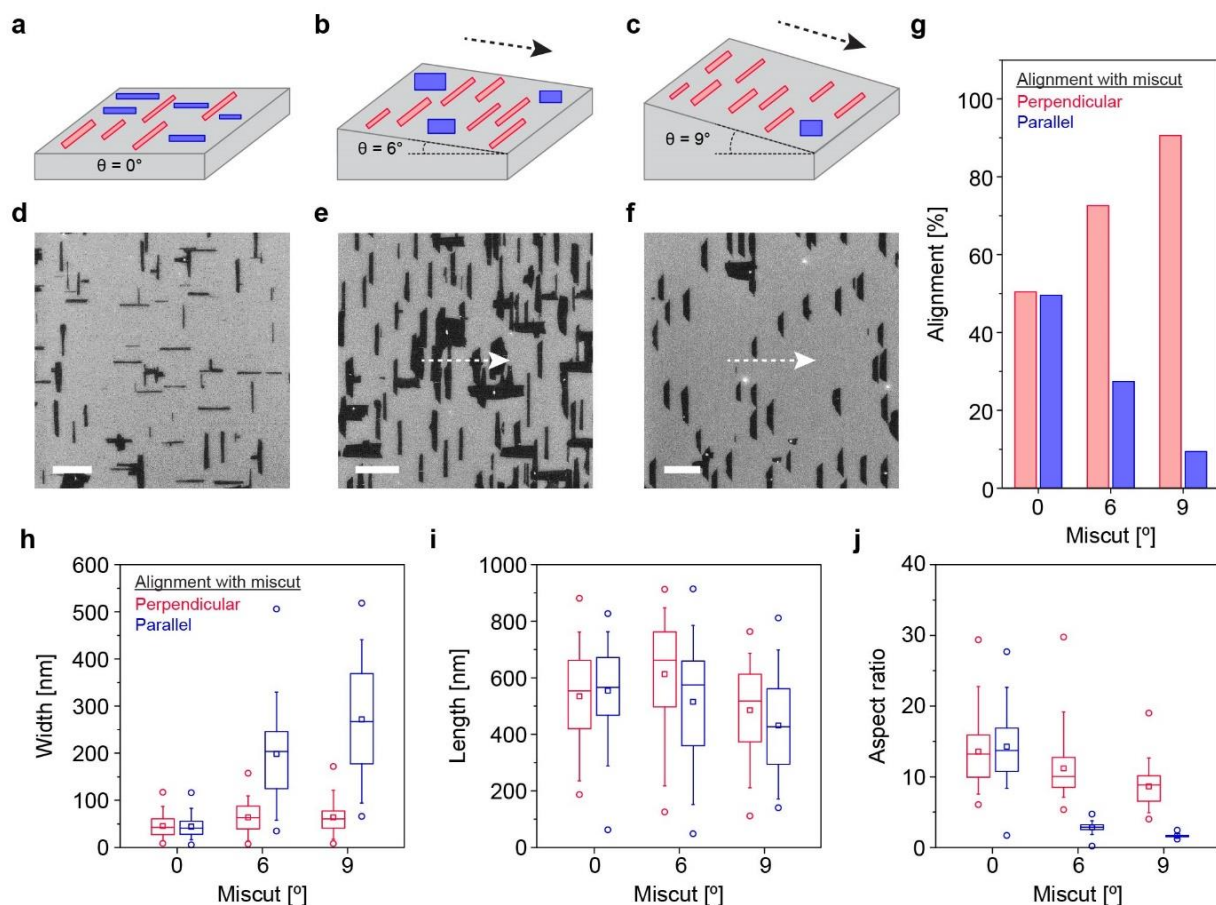 a
θ = 0°
b
θ = 6°
c
θ = 9°
d
e
f
g
Alignment [%]
100
80
60
40
20
0
Alignment with miscut
Perpendicular
Parallel
0 6 9
Miscut [º]
h
Width [nm]
600
500
400
300
200
100
0
Alignment with miscut
Perpendicular
Parallel
0 6 9
Miscut [º]
i
Length [nm]
1000
800
600
400
200
0
0 6 9
Miscut [º]
j
Aspect ratio
40
30
20
10
0
0 6 9
Miscut [º]